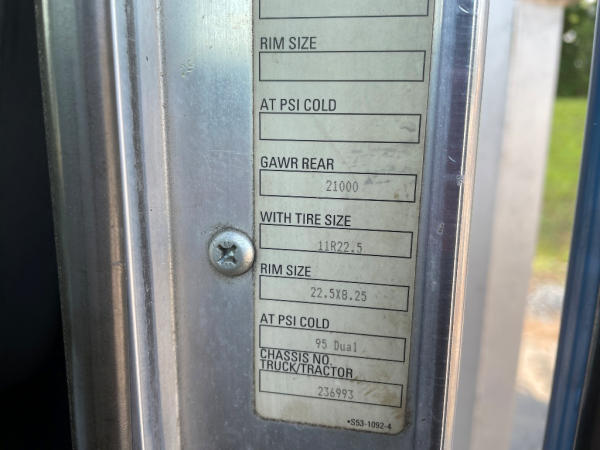 RIM SIZE
AT PSI COLD
GAWR REAR
21000
WITH TIRE SIZE
11R22.5
RIM SIZE
22.5X8.25
AT PSI COLD
95 Dual
CHASSIS NO.
TRUCK/TRACTOR
236993
•S53-1092-4